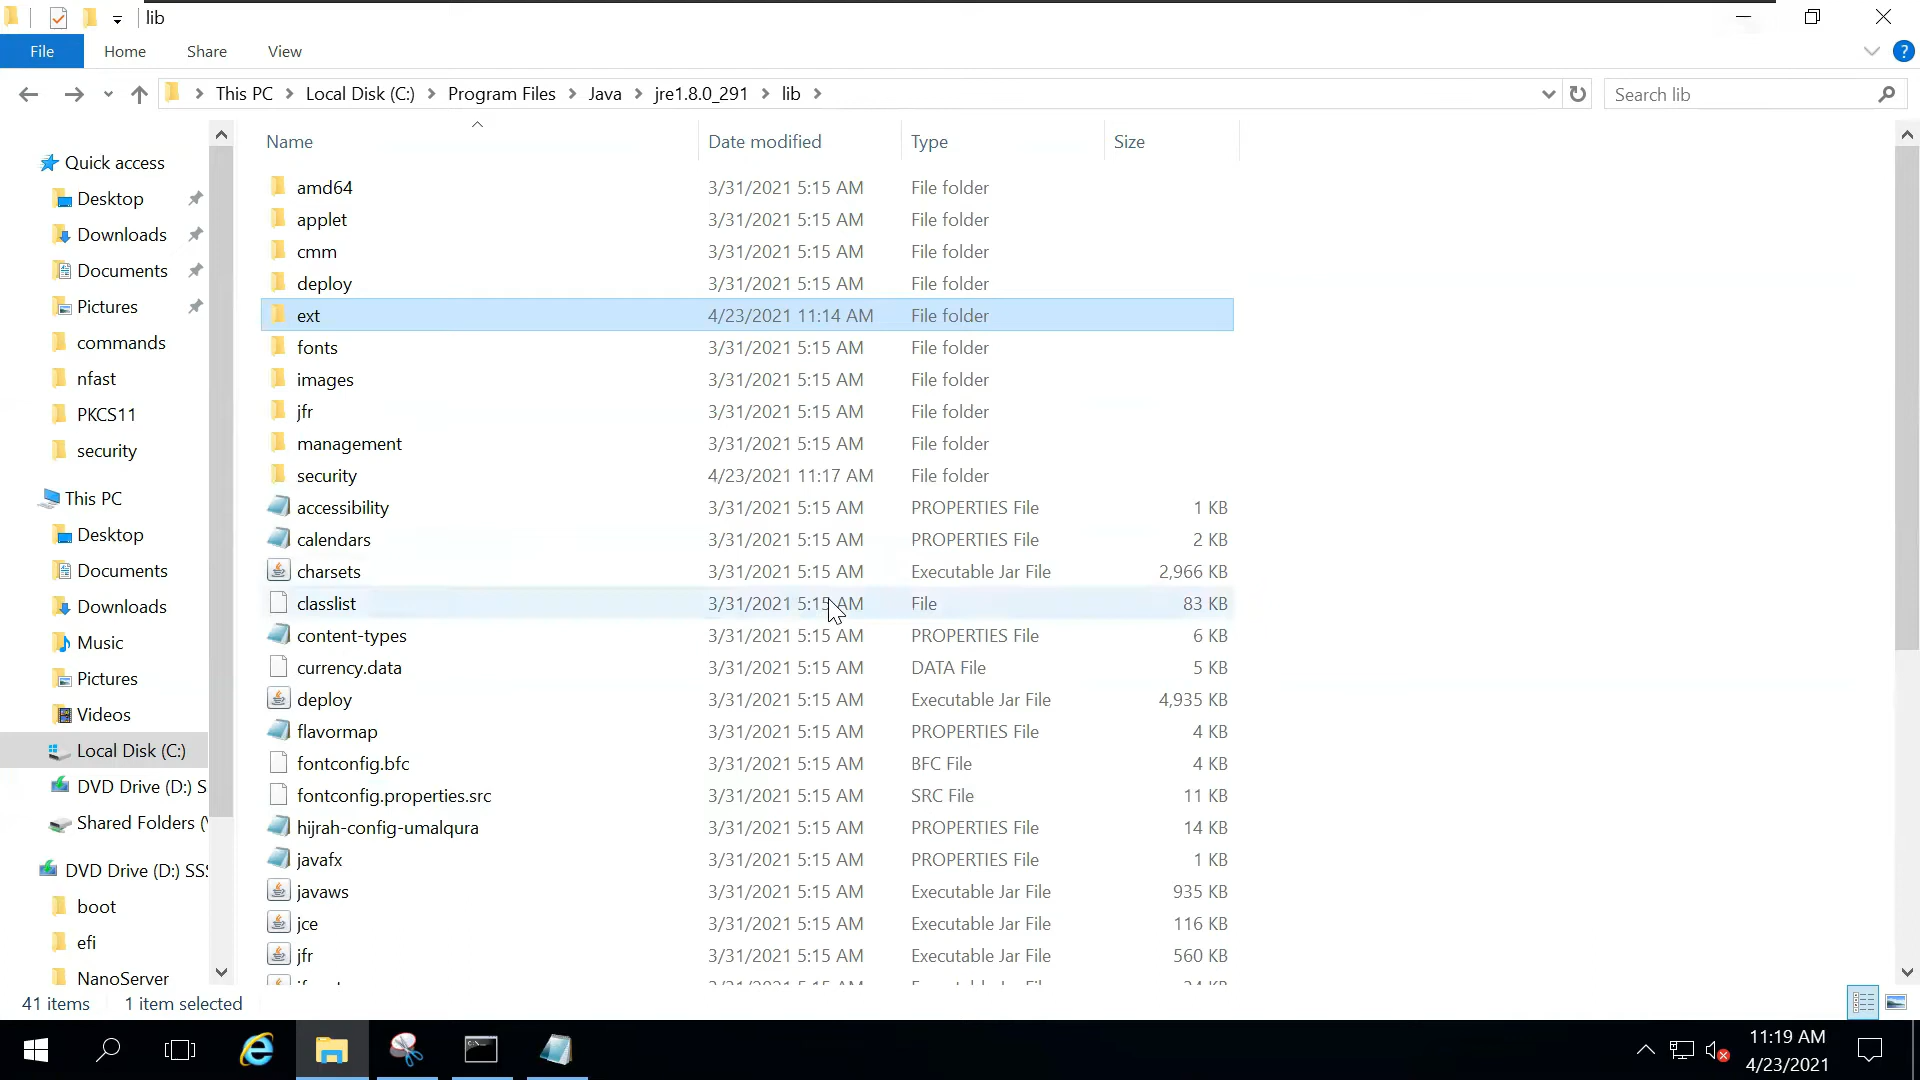 lib
File Home Share View
This PC Local Disk (C:) Program Files Java jre1.8.0_291 lib
Search lib
Name Date modified Type Size
Quick access
Desktop
Downloads
Documents
Pictures
commands
nfast
PKCS11
security
This PC
Desktop
Documents
Downloads
Music
Pictures
Videos
Local Disk (C:)
DVD Drive (D:) S
Shared Folders (
DVD Drive (D:) SS
boot
efi
NanoServer
amd64 3/31/2021 5:15 AM File folder
applet 3/31/2021 5:15 AM File folder
cmm 3/31/2021 5:15 AM File folder
deploy 3/31/2021 5:15 AM File folder
ext 4/23/2021 11:14 AM File folder
fonts 3/31/2021 5:15 AM File folder
images 3/31/2021 5:15 AM File folder
jfr 3/31/2021 5:15 AM File folder
management 3/31/2021 5:15 AM File folder
security 4/23/2021 11:17 AM File folder
accessibility 3/31/2021 5:15 AM PROPERTIES File 1 KB
calendars 3/31/2021 5:15 AM PROPERTIES File 2 KB
charsets 3/31/2021 5:15 AM Executable Jar File 2,966 KB
classlist 3/31/2021 5:15 AM File 83 KB
content-types 3/31/2021 5:15 AM PROPERTIES File 6 KB
currency.data 3/31/2021 5:15 AM DATA File 5 KB
deploy 3/31/2021 5:15 AM Executable Jar File 4,935 KB
flavormap 3/31/2021 5:15 AM PROPERTIES File 4 KB
fontconfig.bfc 3/31/2021 5:15 AM BFC File 4 KB
fontconfig.properties.src 3/31/2021 5:15 AM SRC File 11 KB
hijrah-config-umalqura 3/31/2021 5:15 AM PROPERTIES File 14 KB
javafx 3/31/2021 5:15 AM PROPERTIES File 1 KB
javaws 3/31/2021 5:15 AM Executable Jar File 935 KB
jce 3/31/2021 5:15 AM Executable Jar File 116 KB
jfr 3/31/2021 5:15 AM Executable Jar File 560 KB
41 items 1 item selected
11:19 AM
4/23/2021